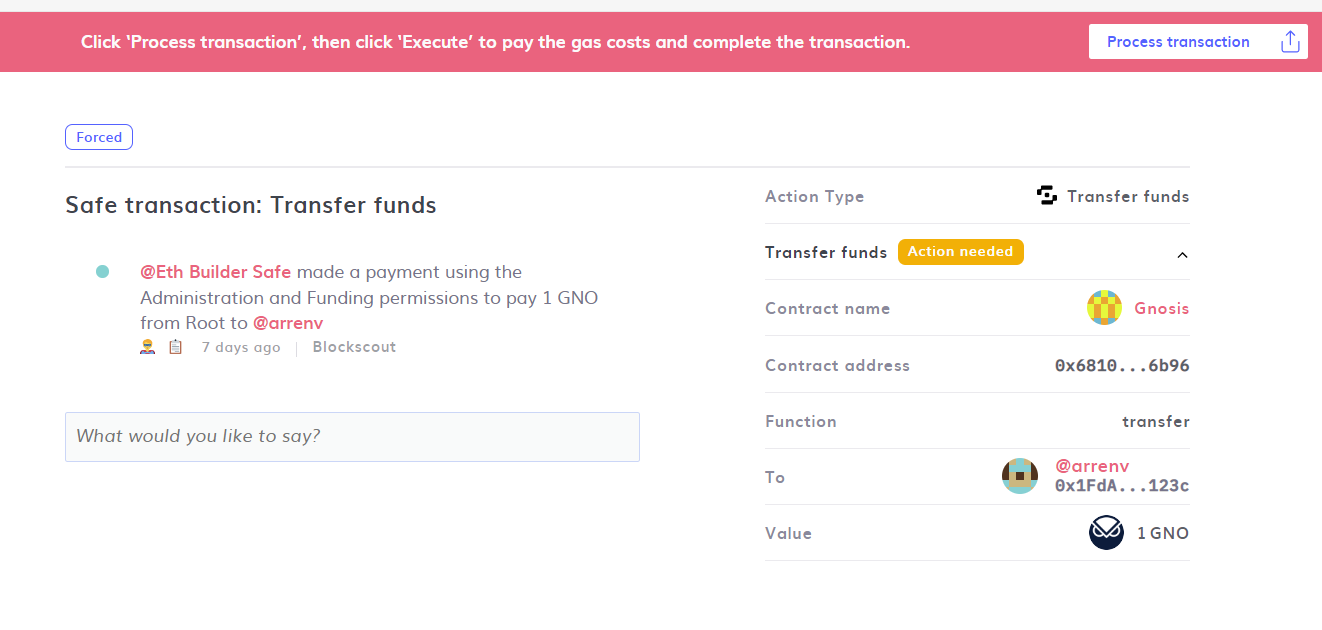 Click 'Process transaction', then click 'Execute' to pay the gas costs and complete the transaction.
Process transaction
Forced
Safe transaction: Transfer funds
@Eth Builder Safe made a payment using the
Administration and Funding permissions to pay 1 GNO
from Root to @arrenv
7 days ago
Blockscout
What would you like to say?
Action Type
Transfer funds
Transfer funds
Action needed
Contract name
Gnosis
Contract address
0x6810...6b96
Function
transfer
To
@arrenv
0x1FdA...123c
Value
1 GNO